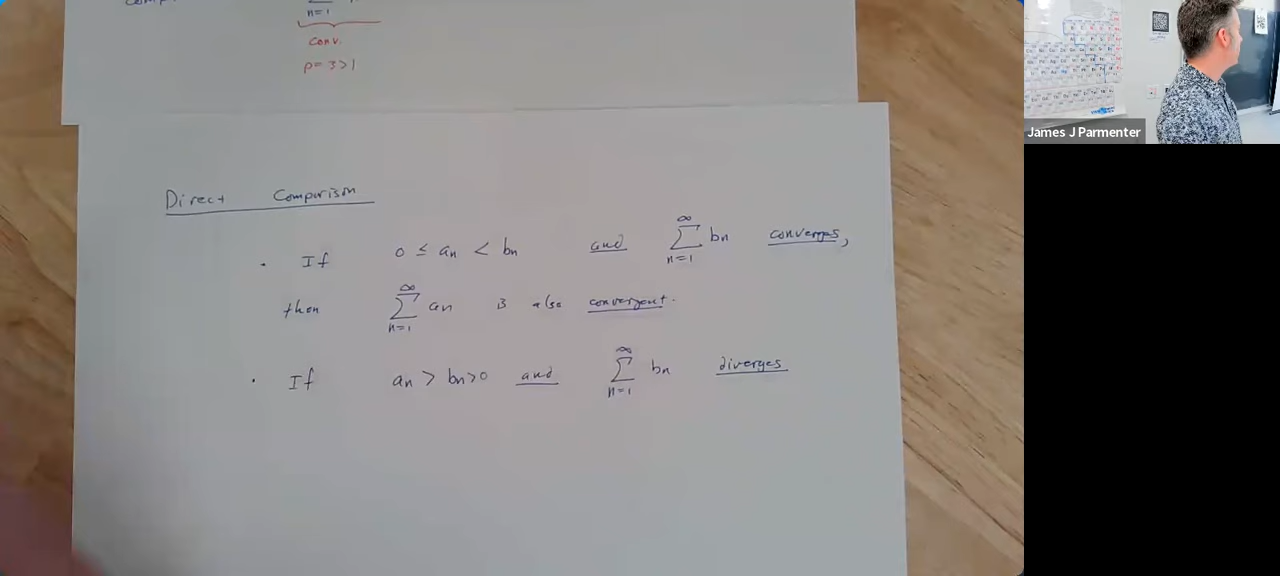 n=1
Conv.
p = 3 > 1
Direct Comparison
• If 0 ≤ an < bn and ∞ Σ n=1 bn converges,
then ∞ Σ n=1 an is also convergent.
• If an > bn > 0 and ∞ Σ n=1 bn diverges
James J Parmenter